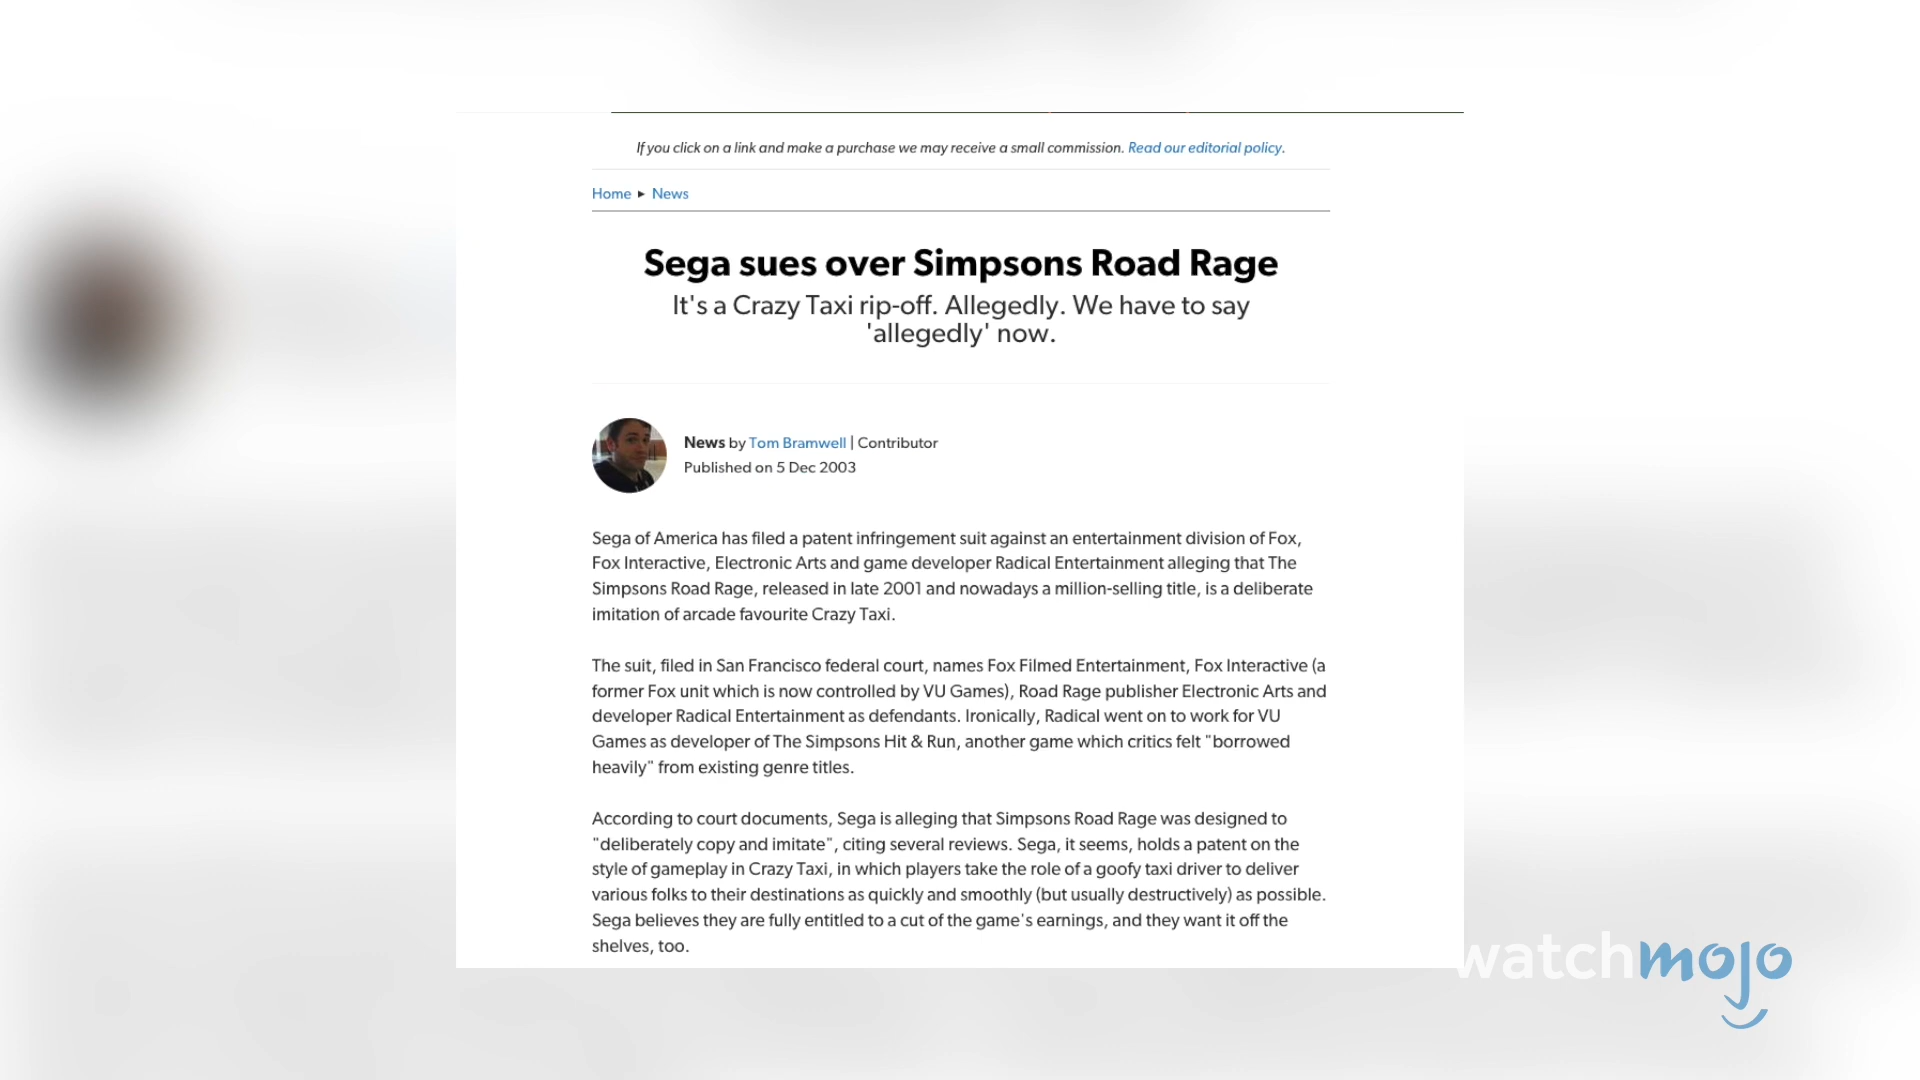 If you click on a link and make a purchase we may receive a small commission. Read our editorial policy.
Home ▸ News
Sega sues over Simpsons Road Rage
It's a Crazy Taxi rip-off. Allegedly. We have to say
'allegedly' now.
News by Tom Bramwell | Contributor
Published on 5 Dec 2003
Sega of America has filed a patent infringement suit against an entertainment division of Fox,
Fox Interactive, Electronic Arts and game developer Radical Entertainment alleging that The
Simpsons Road Rage, released in late 2001 and nowadays a million-selling title, is a deliberate
imitation of arcade favourite Crazy Taxi.
The suit, filed in San Francisco federal court, names Fox Filmed Entertainment, Fox Interactive (a
former Fox unit which is now controlled by VU Games), Road Rage publisher Electronic Arts and
developer Radical Entertainment as defendants. Ironically, Radical went on to work for VU
Games as developer of The Simpsons Hit & Run, another game which critics felt "borrowed
heavily" from existing genre titles.
According to court documents, Sega is alleging that Simpsons Road Rage was designed to
"deliberately copy and imitate", citing several reviews. Sega, it seems, holds a patent on the
style of gameplay in Crazy Taxi, in which players take the role of a goofy taxi driver to deliver
various folks to their destinations as quickly and smoothly (but usually destructively) as possible.
Sega believes they are fully entitled to a cut of the game's earnings, and they want it off the
shelves, too.
watchmojo